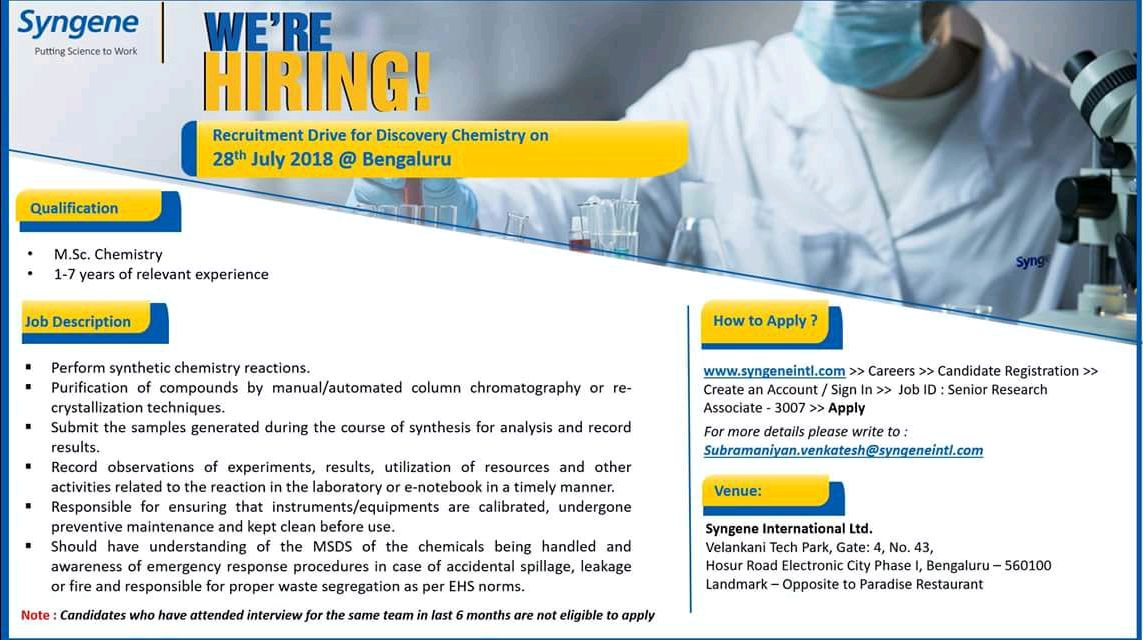 Syngene
Putting Science to Work
WE'RE
HIRING!
Recruitment Drive for Discovery Chemistry on
28th July 2018 @ Bengaluru
Qualification
• M.Sc. Chemistry
• 1-7 years of relevant experience
Job Description
▪ Perform synthetic chemistry reactions.
▪ Purification of compounds by manual/automated column chromatography or re-
crystallization techniques.
▪ Submit the samples generated during the course of synthesis for analysis and record
results.
▪ Record observations of experiments, results, utilization of resources and other
activities related to the reaction in the laboratory or e-notebook in a timely manner.
▪ Responsible for ensuring that instruments/equipments are calibrated, undergone
preventive maintenance and kept clean before use.
▪ Should have understanding of the MSDS of the chemicals being handled and
awareness of emergency response procedures in case of accidental spillage, leakage
or fire and responsible for proper waste segregation as per EHS norms.
Note : Candidates who have attended interview for the same team in last 6 months are not eligible to apply
Syng
How to Apply ?
www.syngeneintl.com >> Careers >> Candidate Registration >>
Create an Account / Sign In >> Job ID : Senior Research
Associate - 3007 >> Apply
For more details please write to :
Subramaniyan.venkatesh@syngeneintl.com
Venue:
Syngene International Ltd.
Velankani Tech Park, Gate: 4, No. 43,
Hosur Road Electronic City Phase I, Bengaluru – 560100
Landmark – Opposite to Paradise Restaurant